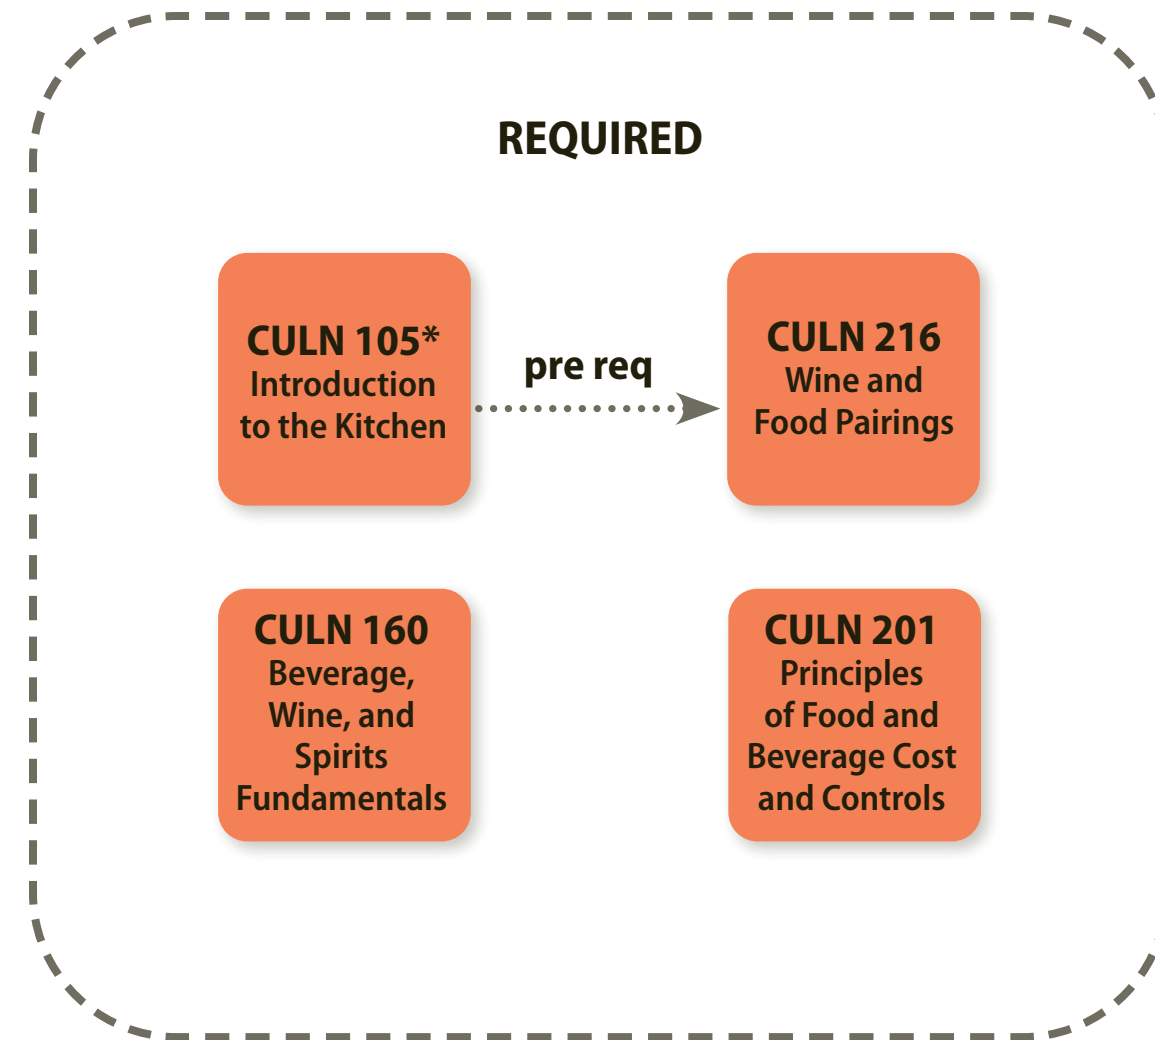 REQUIRED
CULN 105*
Introduction
to the Kitchen
pre req
CULN 216
Wine and
Food Pairings
CULN 160
Beverage,
Wine, and
Spirits
Fundamentals
CULN 201
Principles
of Food and
Beverage Cost
and Controls